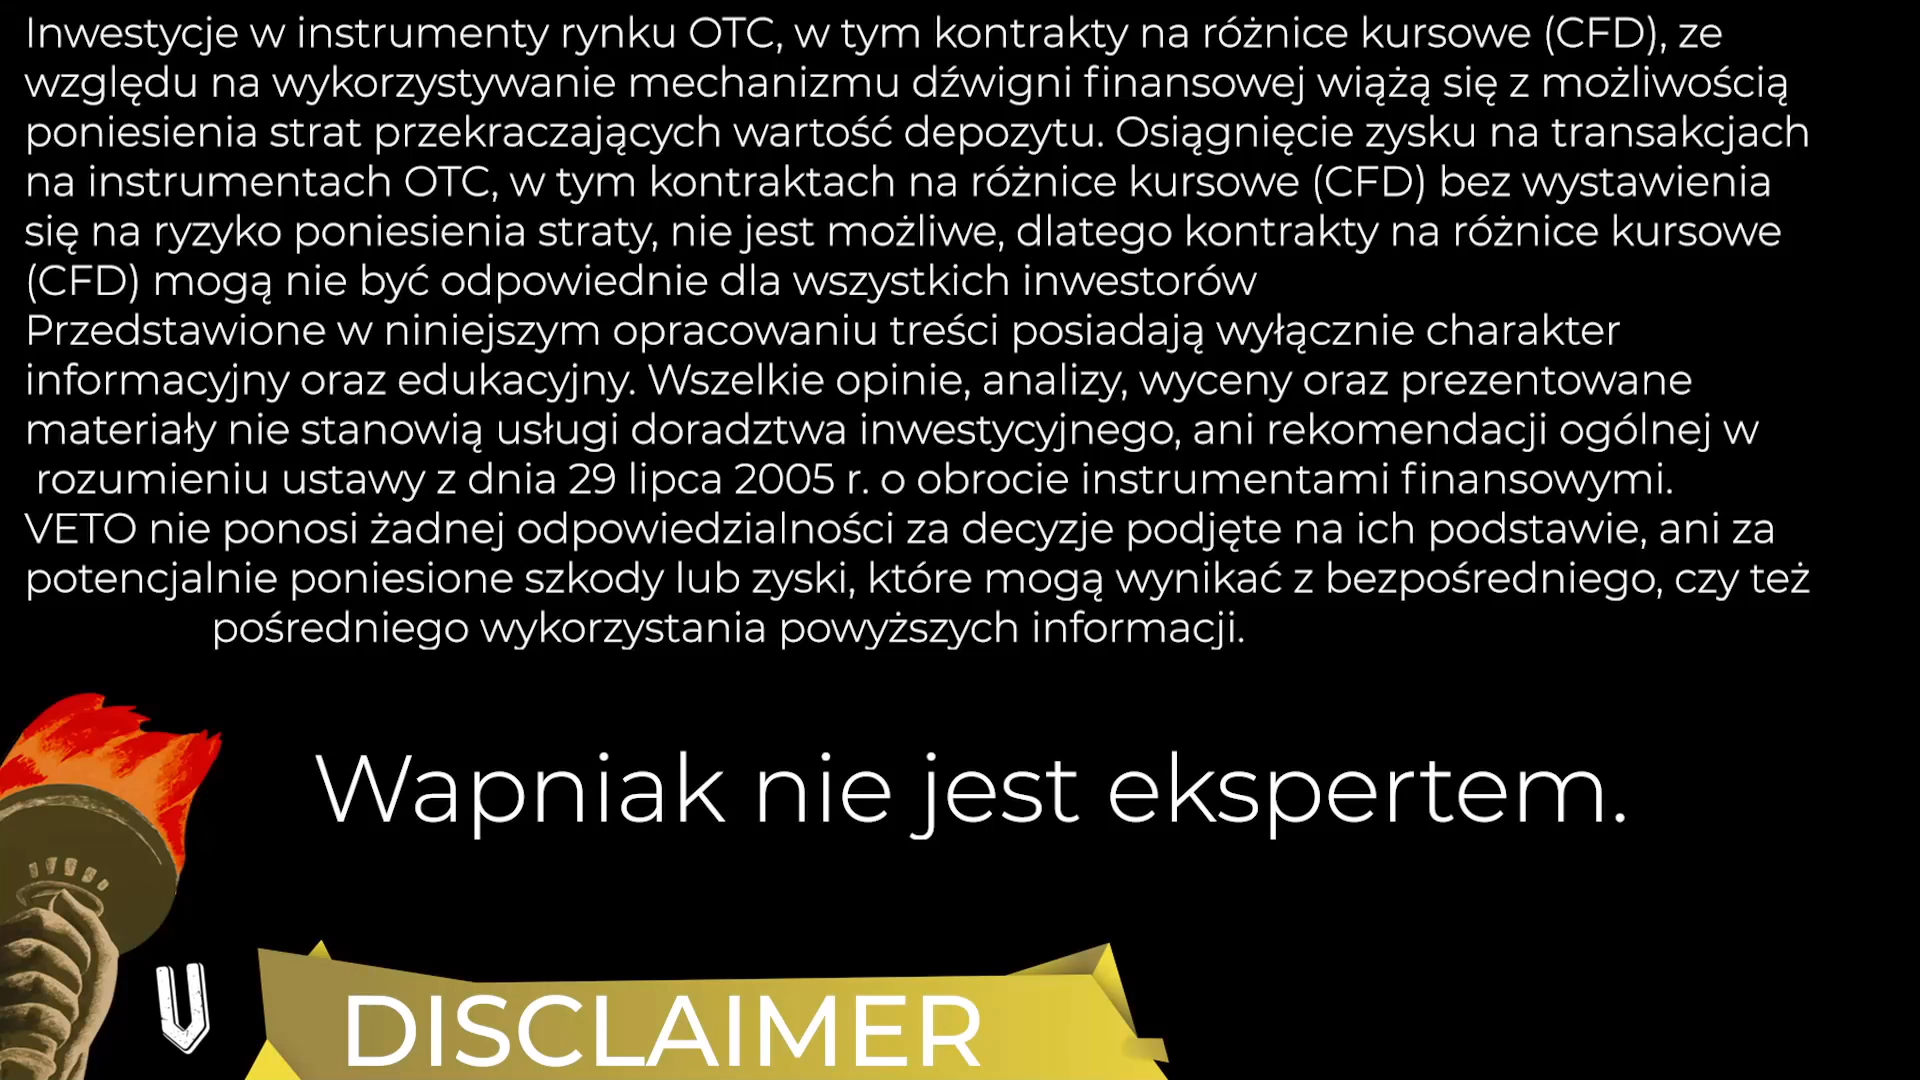 Inwestycje w instrumenty rynku OTC, w tym kontrakty na różnice kursowe (CFD), ze
względu na wykorzystywanie mechanizmu dźwigni finansowej wiążą się z możliwością
poniesienia strat przekraczających wartość depozytu. Osiągnięcie zysku na transakcjach
na instrumentach OTC, w tym kontraktach na różnice kursowe (CFD) bez wystawienia
się na ryzyko poniesienia straty, nie jest możliwe, dlatego kontrakty na różnice kursowe
(CFD) mogą nie być odpowiednie dla wszystkich inwestorów
Przedstawione w niniejszym opracowaniu treści posiadają wyłącznie charakter
informacyjny oraz edukacyjny. Wszelkie opinie, analizy, wyceny oraz prezentowane
materiały nie stanowią usługi doradztwa inwestycyjnego, ani rekomendacji ogólnej w
rozumieniu ustawy z dnia 29 lipca 2005 r. o obrocie instrumentami finansowymi.
VETO nie ponosi żadnej odpowiedzialności za decyzje podjęte na ich podstawie, ani za
potencjalnie poniesione szkody lub zyski, które mogą wynikać z bezpośredniego, czy też
pośredniego wykorzystania powyższych informacji.
Wapniak nie jest ekspertem.
V
DISCLAIMER